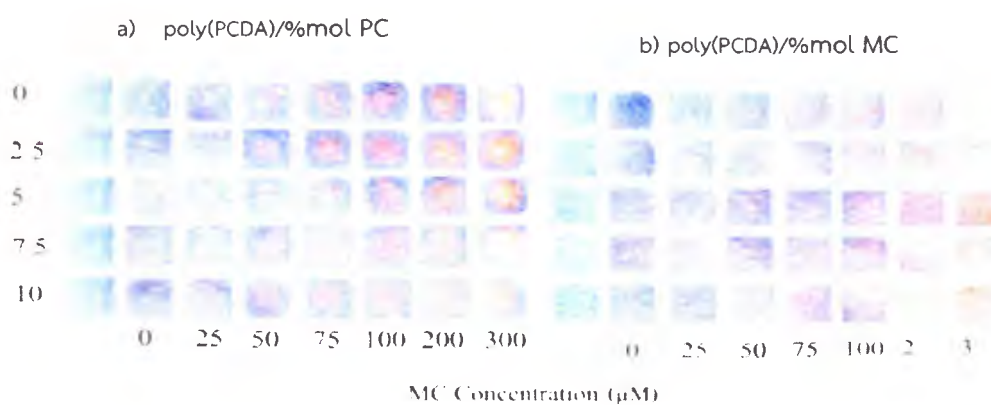 a) poly(PCDA)/%mol PC
b) poly(PCDA)/%mol MC
0
2 5
5
7 5
10
0 25 50 75 100 200 300
0 25 50 75 100 2 3
MC Concentration (µM)